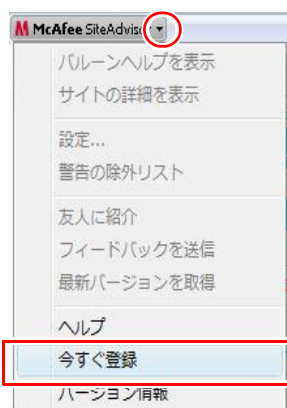 McAfee SiteAdvisor
バルーンヘルプを表示
サイトの詳細を表示
設定...
警告の除外リスト
友人に紹介
フィードバックを送信
最新バージョンを取得
ヘルプ
今すぐ登録
バージョン情報